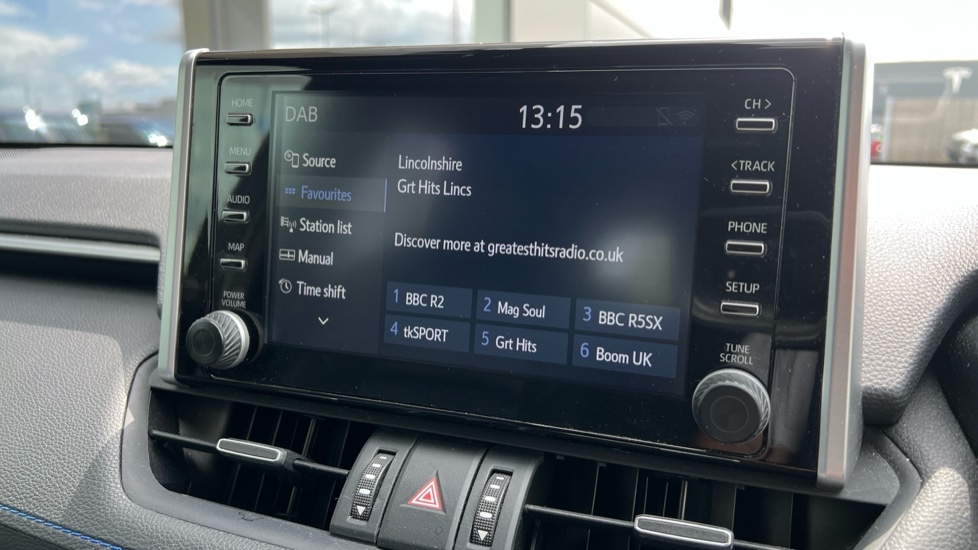 HOME
MENU
AUDIO
MAP
POWER
VOLUME
DAB
13:15
Source
Favourites
Station list
Manual
Time shift
Lincolnshire
Grt Hits Lincs
Discover more at greatesthitsradio.co.uk
1 BBC R2
2 Mag Soul
3 BBC R5SX
4 tkSPORT
5 Grt Hits
6 Boom UK
CH >
< TRACK
PHONE
SETUP
TUNE
SCROLL